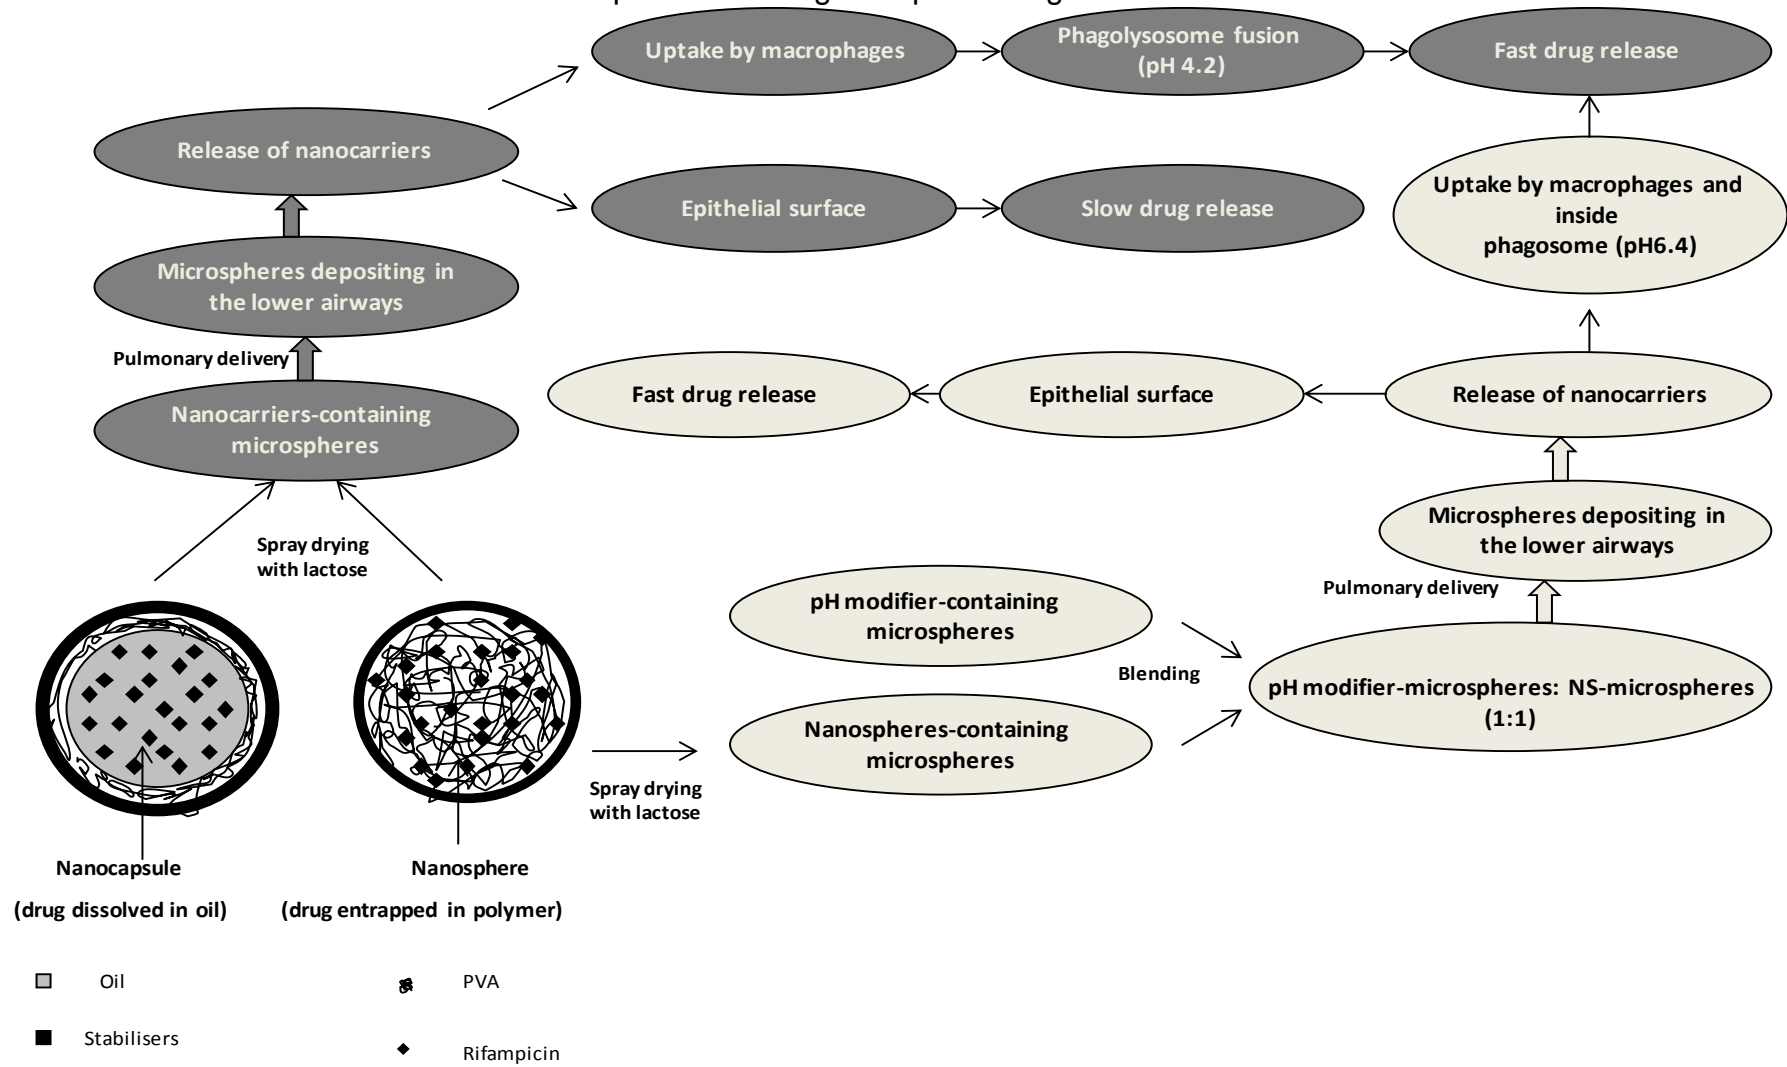 Uptake by macrophages
Phagolysosome fusion
(pH 4.2)
Fast drug release
Release of nanocarriers
Epithelial surface
Slow drug release
Uptake by macrophages and
inside
phagosome (pH6.4)
Microspheres depositing in
the lower airways
Pulmonary delivery
Nanocarriers-containing
microspheres
Fast drug release
Epithelial surface
Release of nanocarriers
Microspheres depositing in
the lower airways
Spray drying
with lactose
Pulmonary delivery
pH modifier-containing
microspheres
Blending
pH modifier-microspheres: NS-microspheres
(1:1)
Nanospheres-containing
microspheres
Spray drying
with lactose
Nanocapsule
(drug dissolved in oil)
Nanosphere
(drug entrapped in polymer)
Oil
PVA
Stabilisers
Rifampicin